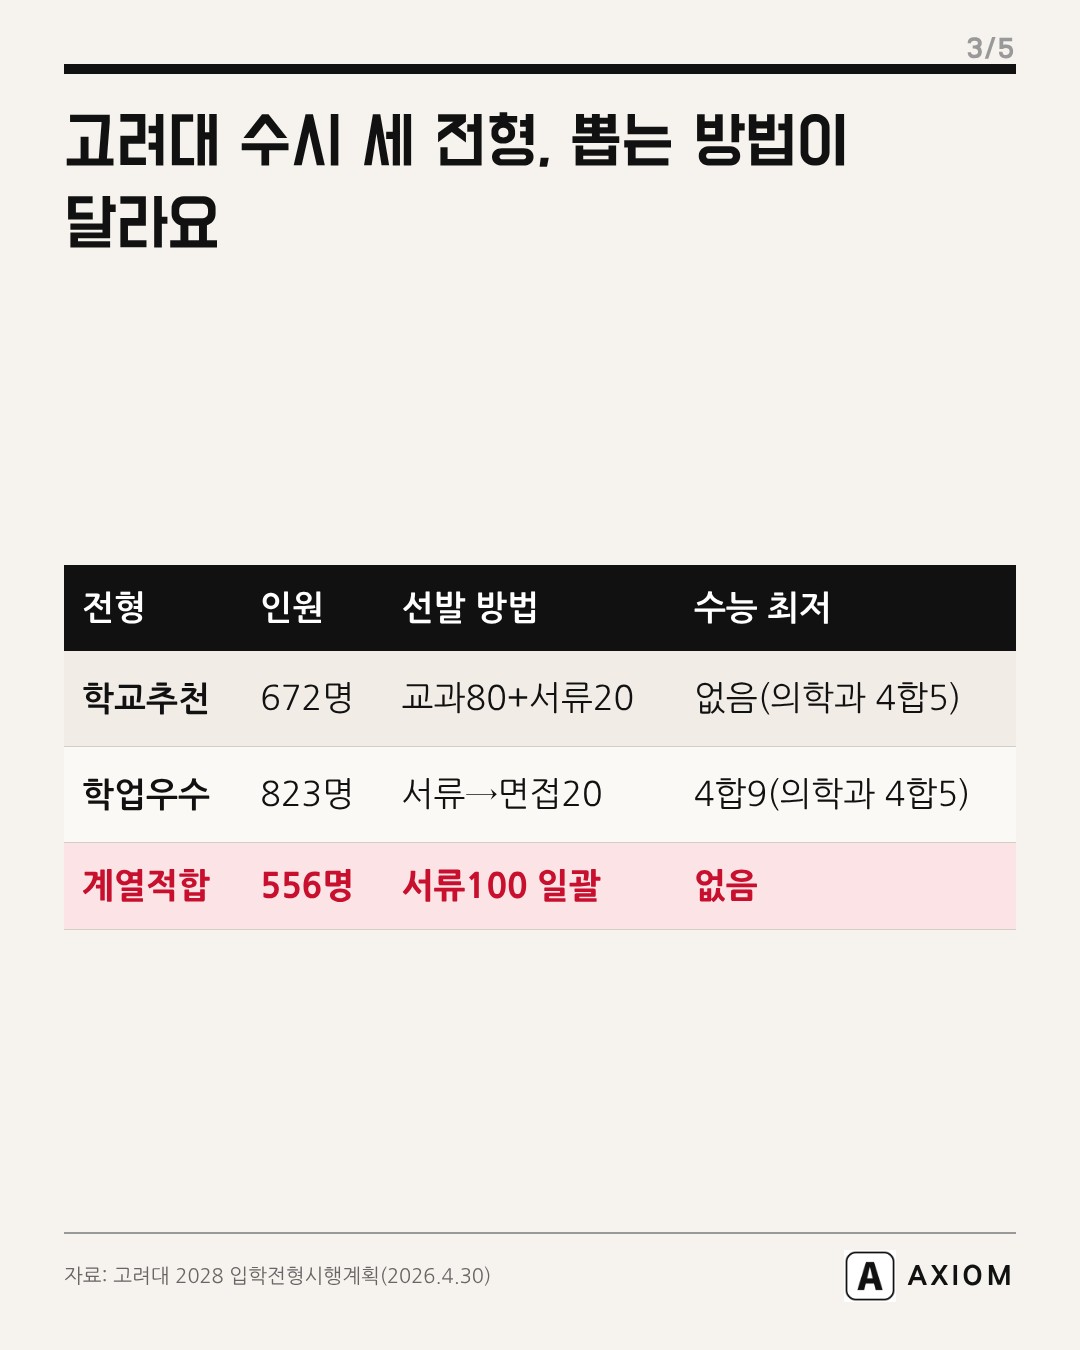 3/5
고려대 수시 세 전형, 뽑는 방법이
달라요
전형 인원 선발 방법 수능 최저
학교추천 672명 교과80+서류20 없음(의학과 4합5)
학업우수 823명 서류→면접20 4합9(의학과 4합5)
계열적합 556명 서류100 일괄 없음
자료: 고려대 2028 입학전형시행계획(2026.4.30)
A AXIOM